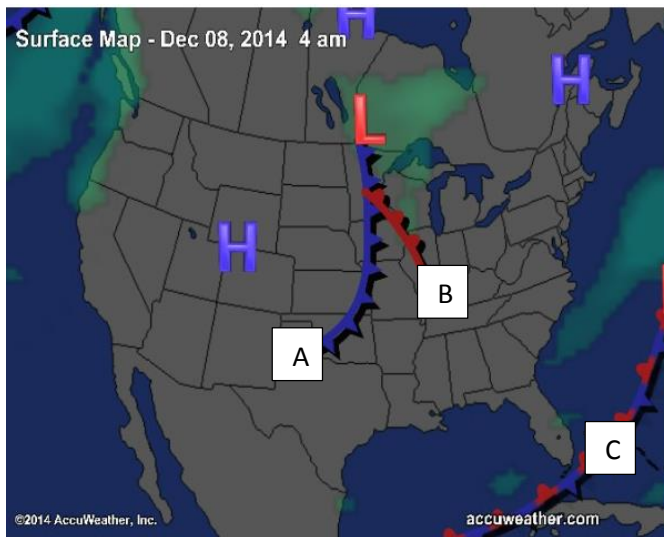 H
Surface Map - Dec 08, 2014 4 am
H
L
H
B
A
C
©2014 AccuWeather, Inc.
accuweather.com